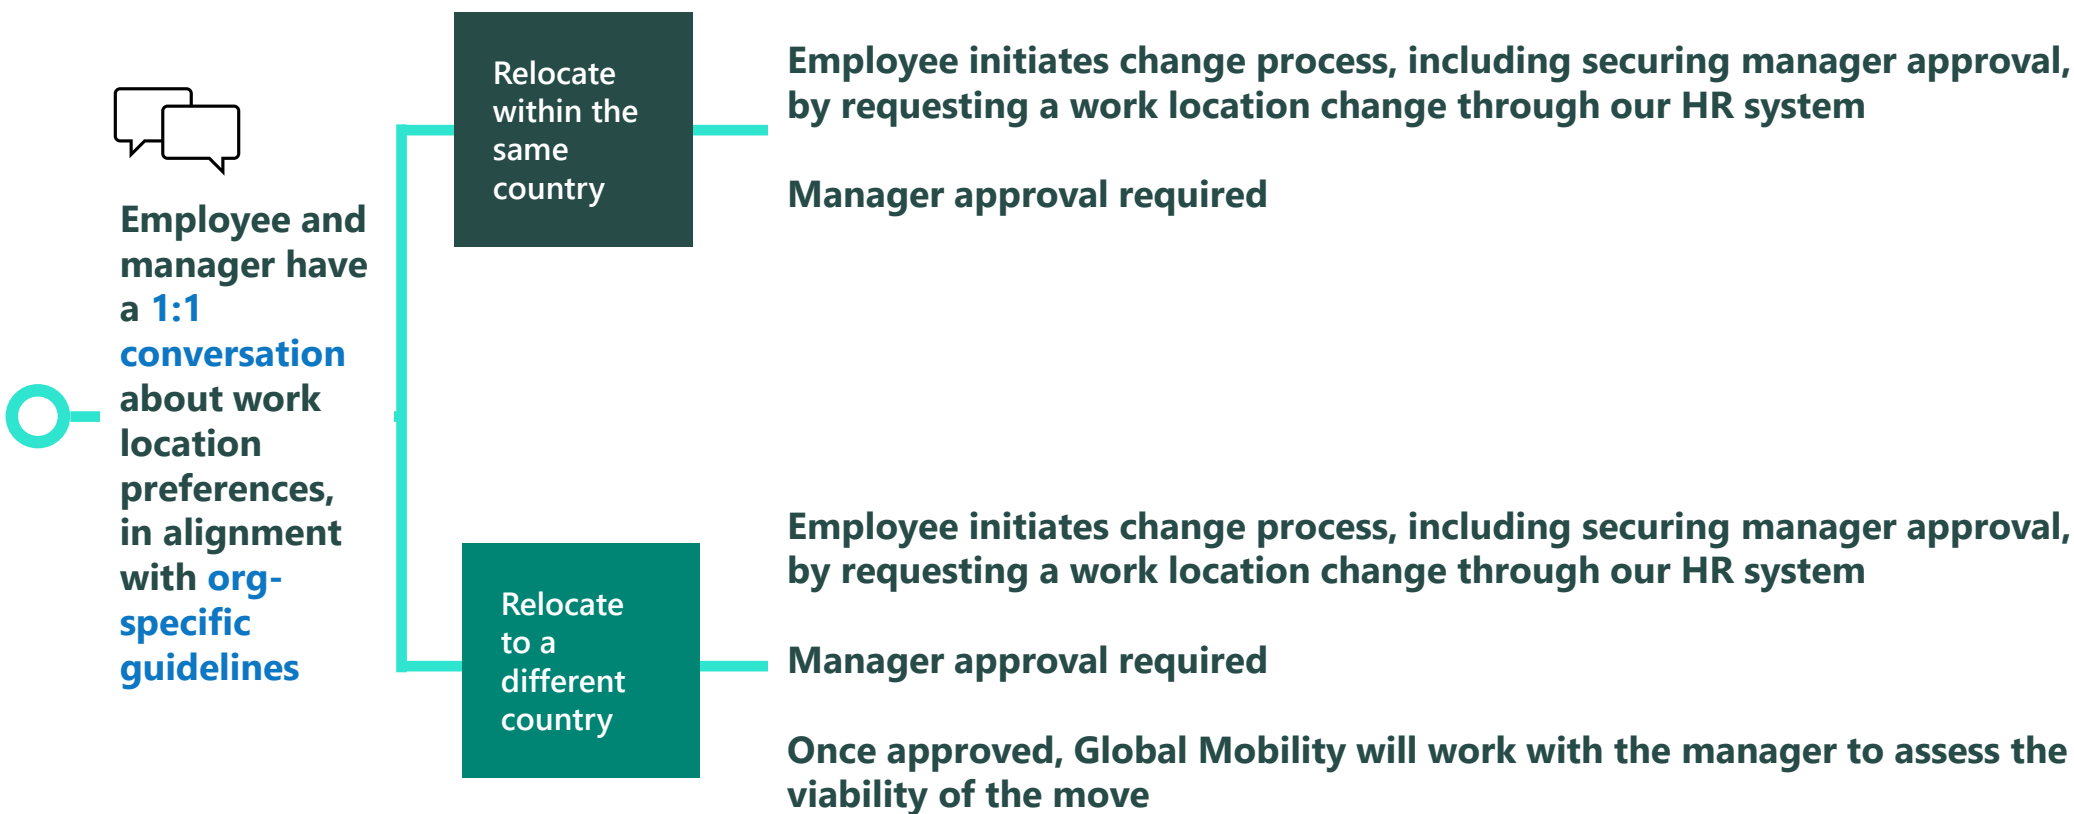 Employee and
manager have
a 1:1
conversation
about work
location
preferences,
in alignment
with org-
specific
guidelines
Relocate
within the
same
country
Employee initiates change process, including securing manager approval,
by requesting a work location change through our HR system
Manager approval required
Relocate
to a
different
country
Employee initiates change process, including securing manager approval,
by requesting a work location change through our HR system
Manager approval required
Once approved, Global Mobility will work with the manager to assess the
viability of the move